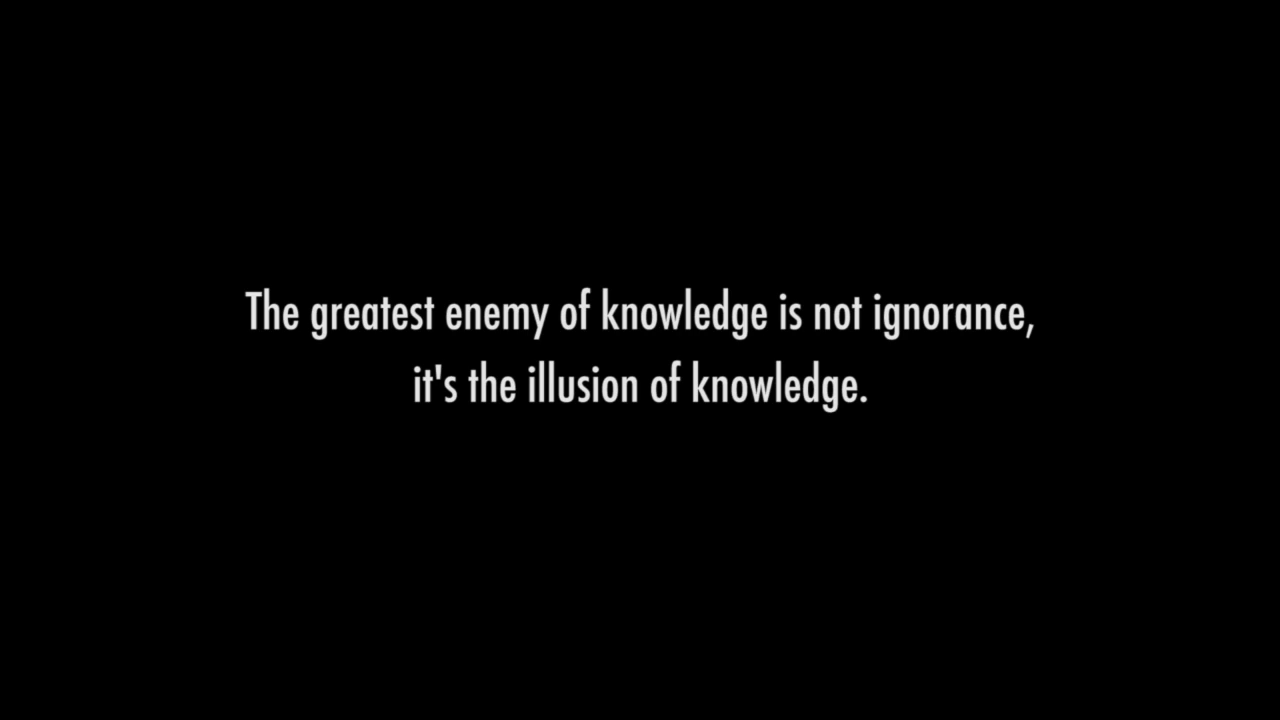 The greatest enemy of knowledge is not ignorance,
it's the illusion of knowledge.